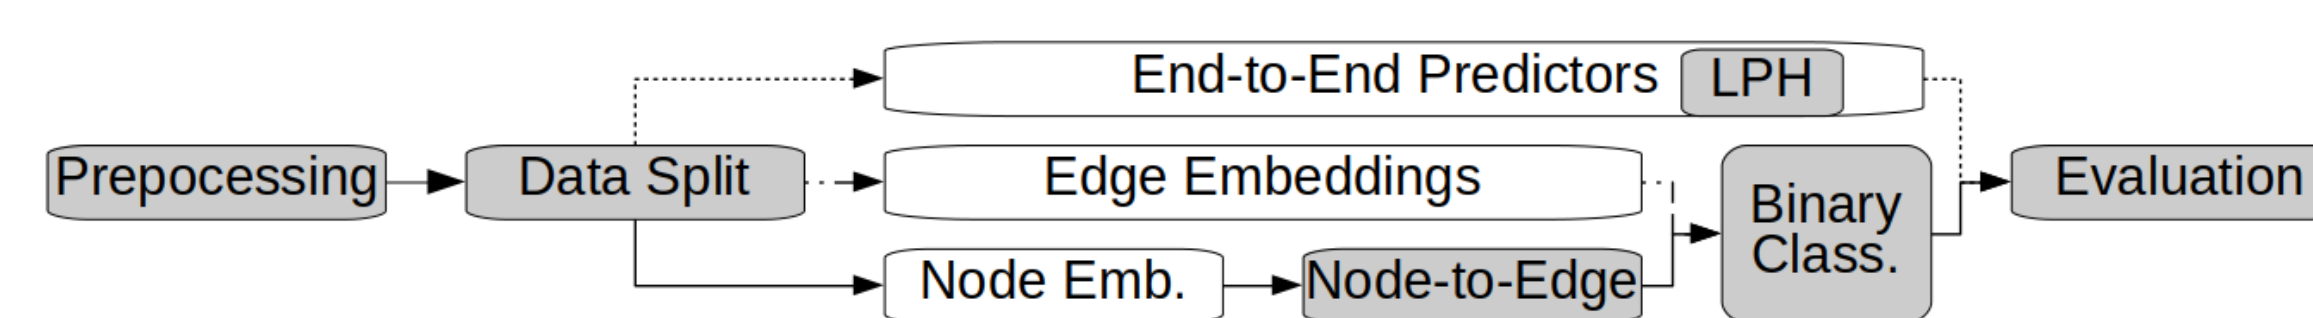 End-to-End Predictors LPH
Prepocessing
Data Split
Edge Embeddings
Node Emb.
Node-to-Edge
Binary
Class.
Evaluation